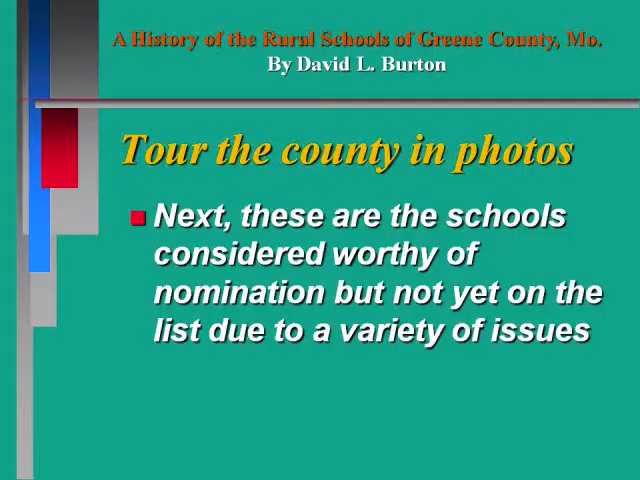 A History of the Rural Schools of Greene County, Mo.
By David L. Burton
Tour the county in photos
Next, these are the schools
considered worthy of
nomination but not yet on the
list due to a variety of issues